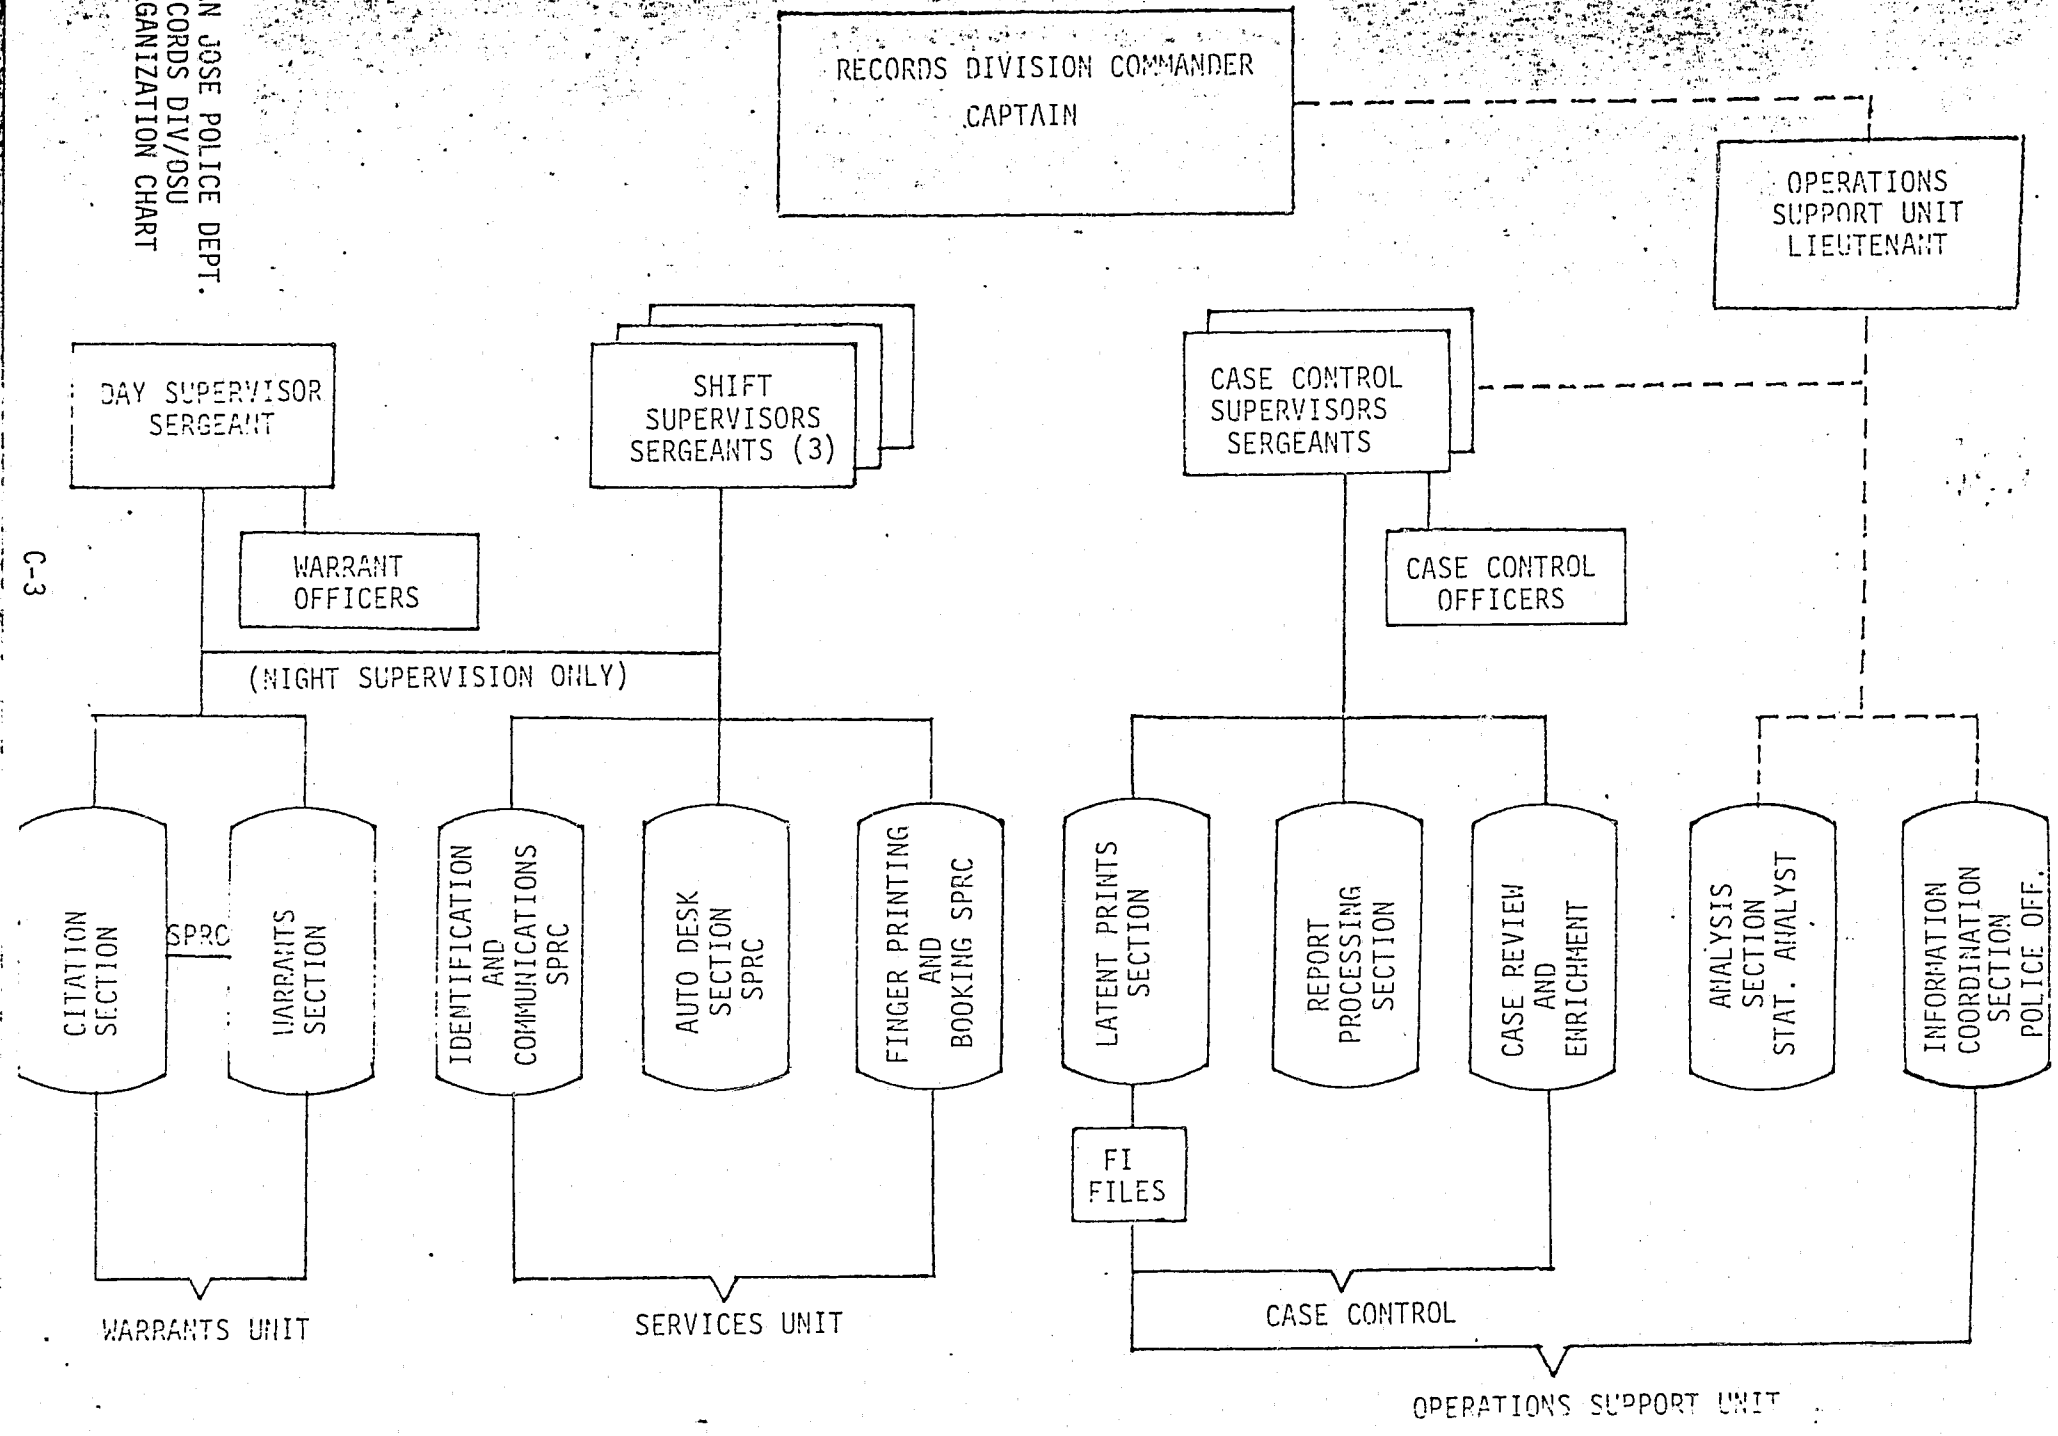 AN JOSE POLICE DEPT.
CORDS DIV/OSU
GANIZATION CHART
C-3
RECORDS DIVISION COMMANDER
CAPTAIN
OPERATIONS
SUPPORT UNIT
LIEUTENANT
DAY SUPERVISOR
SERGEANT
SHIFT
SUPERVISORS
SERGEANTS (3)
CASE CONTROL
SUPERVISORS
SERGEANTS
WARRANT
OFFICERS
CASE CONTROL
OFFICERS
(NIGHT SUPERVISION ONLY)
CITATION
SECTION
SPRC
WARRANTS
SECTION
IDENTIFICATION
AND
COMMUNICATIONS
SPRC
AUTO DESK
SECTION
SPRC
FINGER PRINTING
AND
BOOKING SPRC
LATENT PRINTS
SECTION
REPORT
PROCESSING
SECTION
CASE REVIEW
AND
ENRICHMENT
ANALYSIS
SECTION
STAT. ANALYST
INFORMATION
COORDINATION
SECTION
POLICE OFF.
FI
FILES
WARRANTS UNIT
SERVICES UNIT
CASE CONTROL
OPERATIONS SUPPORT UNIT